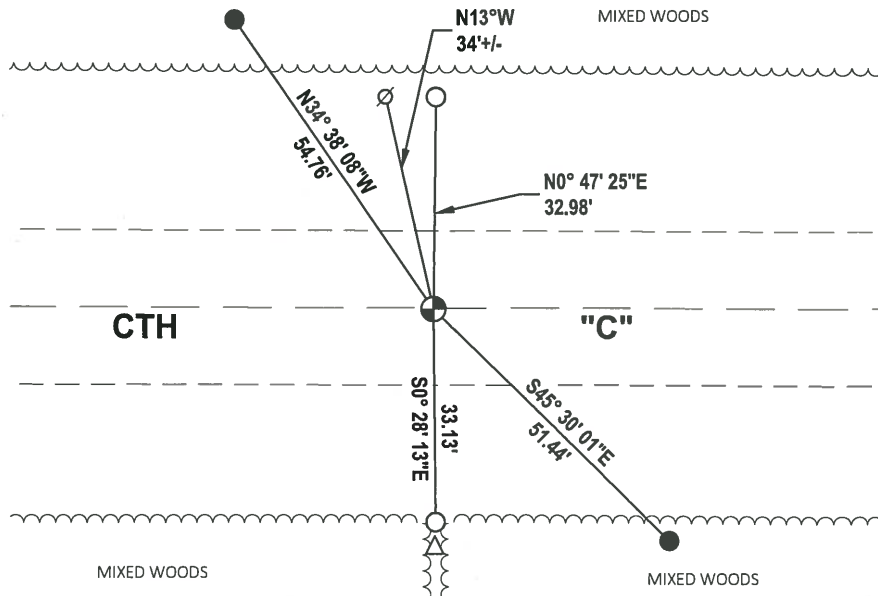 N13°W
34'+/-
MIXED WOODS
N34° 38' 08"W
54.76'
N0° 47' 25"E
32.98'
CTH
"C"
S0° 28' 13"E
33.13'
S45° 30' 01"E
51.44'
MIXED WOODS
MIXED WOODS